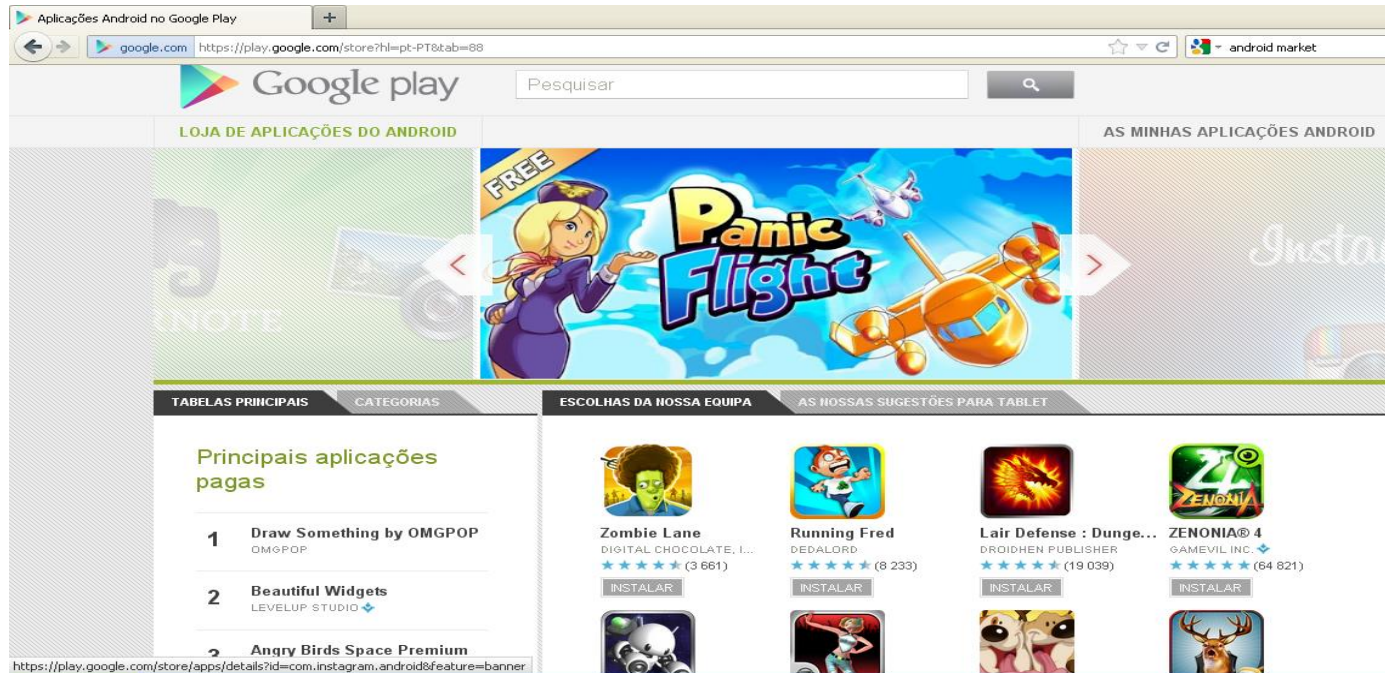 Aplicações Android no Google Play
google.com https://play.google.com/store?hl=pt-PT&tab=88
android market
Google play
Pesquisar
LOJA DE APLICAÇÕES DO ANDROID
AS MINHAS APLICAÇÕES ANDROID
FREE
Panic
Flight
TABELAS PRINCIPAIS
CATEGORIAS
ESCOLHAS DA NOSSA EQUIPA
AS NOSSAS SUGESTÕES PARA TABLET
Principais aplicações
pagas
1
Draw Something by OMGPOP
OMGPOP
2
Beautiful Widgets
LEVELUP STUDIO
3
Angry Birds Space Premium
Zombie Lane
DIGITAL CHOCOLATE, I...
(3 661)
INSTALAR
Running Fred
DEDALORD
(8 233)
INSTALAR
Lair Defense : Dunge...
DROIDHEN PUBLISHER
(19 039)
INSTALAR
4
ZENONIA
ZENONIA® 4
GAMEVIL INC.
(64 821)
INSTALAR
https://play.google.com/store/apps/details?id=com.instagram.android&feature=banner